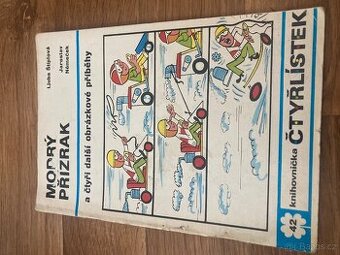 Ljuba Štíplová
Jaroslav
Němeček
MODRÝ
PŘÍZRAK
a čtyři další obrázkové příběhy
42 knihovnička ČTYŘLÍSTEK